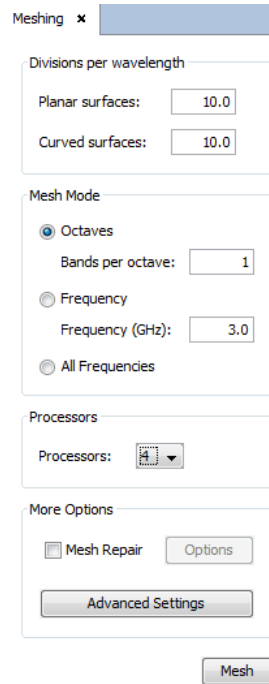 Meshing ×
Divisions per wavelength
Planar surfaces: 10.0
Curved surfaces: 10.0
Mesh Mode
Octaves
Bands per octave: 1
Frequency
Frequency (GHz): 3.0
All Frequencies
Processors
Processors: 4
More Options
Mesh Repair Options
Advanced Settings
Mesh